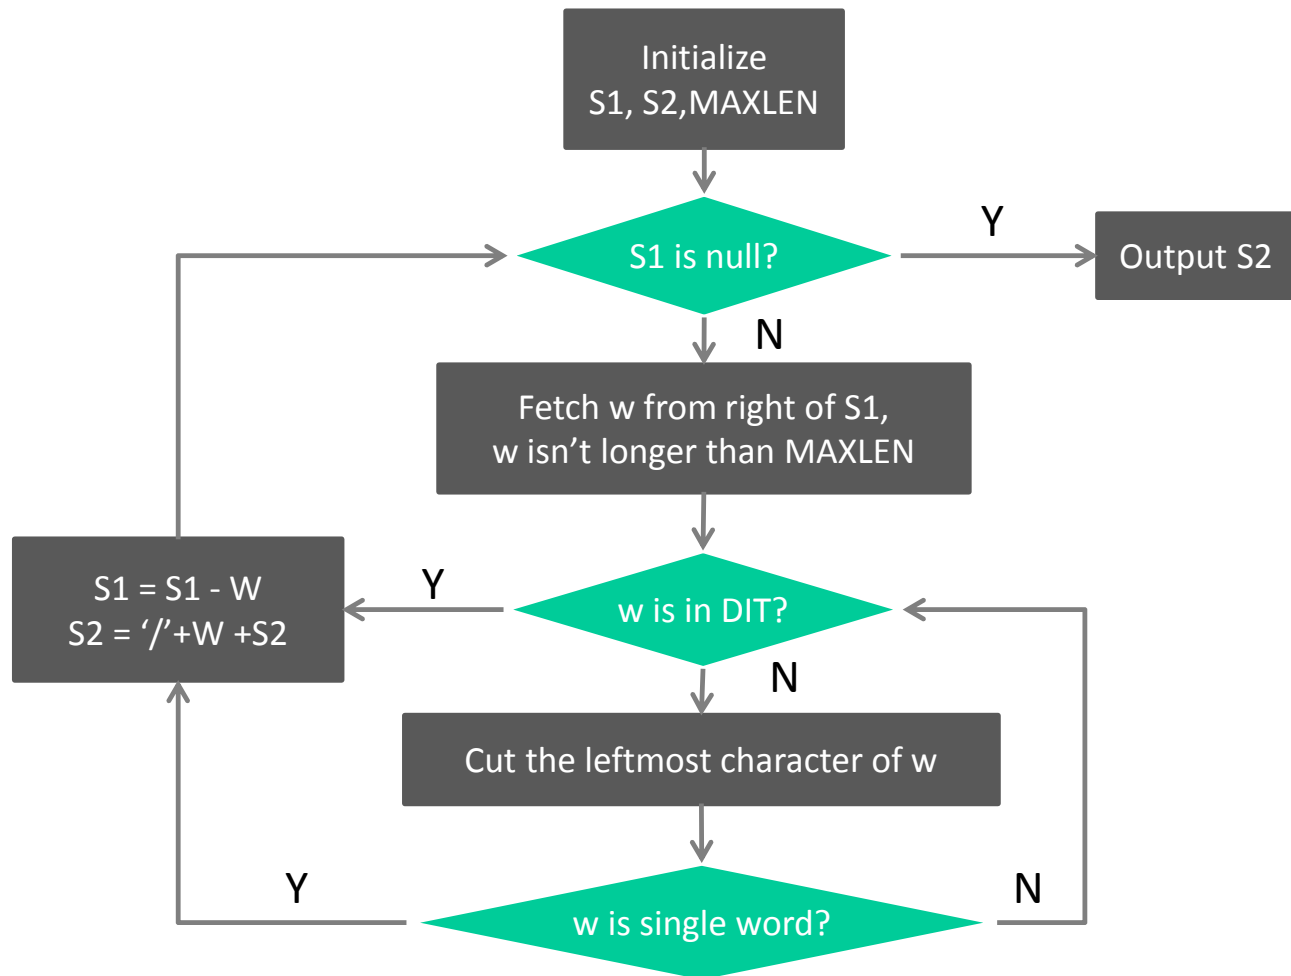 Initialize
S1, S2,MAXLEN
S1 is null?
Y
Output S2
N
Fetch w from right of S1,
w isn’t longer than MAXLEN
S1 = S1 - W
S2 = ‘/’+W +S2
Y
w is in DIT?
N
Cut the leftmost character of w
Y
w is single word?
N